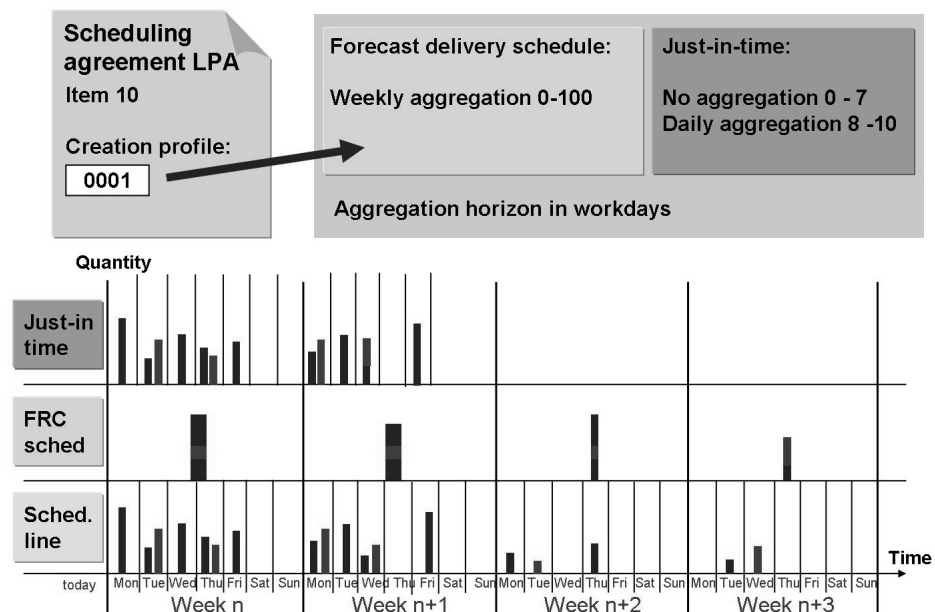 Scheduling
agreement LPA
Item 10
Creation profile:
0001
Forecast delivery schedule:
Weekly aggregation 0-100
Just-in-time:
No aggregation 0 - 7
Daily aggregation 8 -10
Aggregation horizon in workdays
Quantity
Just-in
time
FRC
sched
Sched.
line
Time
today Mon Tue Wed Thu Fri Sat Sun Mon Tue Wed Thu Fri Sat Sun Mon Tue Wed Thu Fri Sat Sun Mon Tue Wed Thu Fri Sat Sun
Week n Week n+1 Week n+2 Week n+3